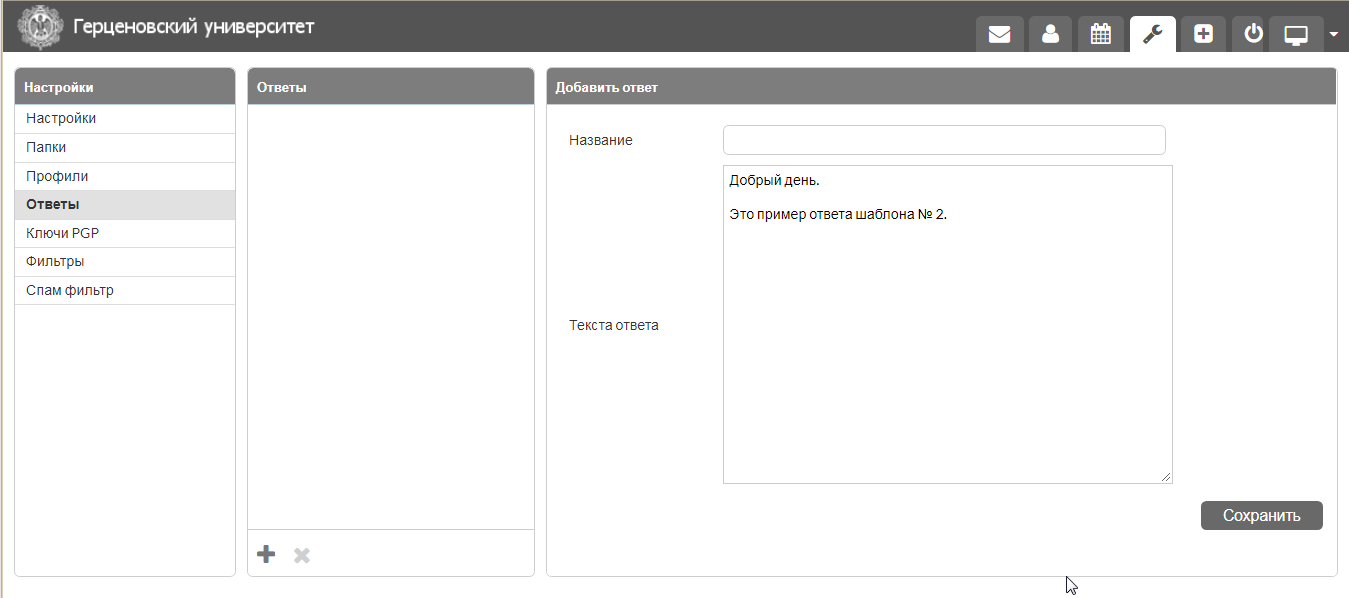 Герценовский университет
Настройки
Настройки
Папки
Профили
Ответы
Ключи PGP
Фильтры
Спам фильтр
Ответы
Добавить ответ
Название
Добрый день.
Это пример ответа шаблона № 2.
Текста ответа
Сохранить